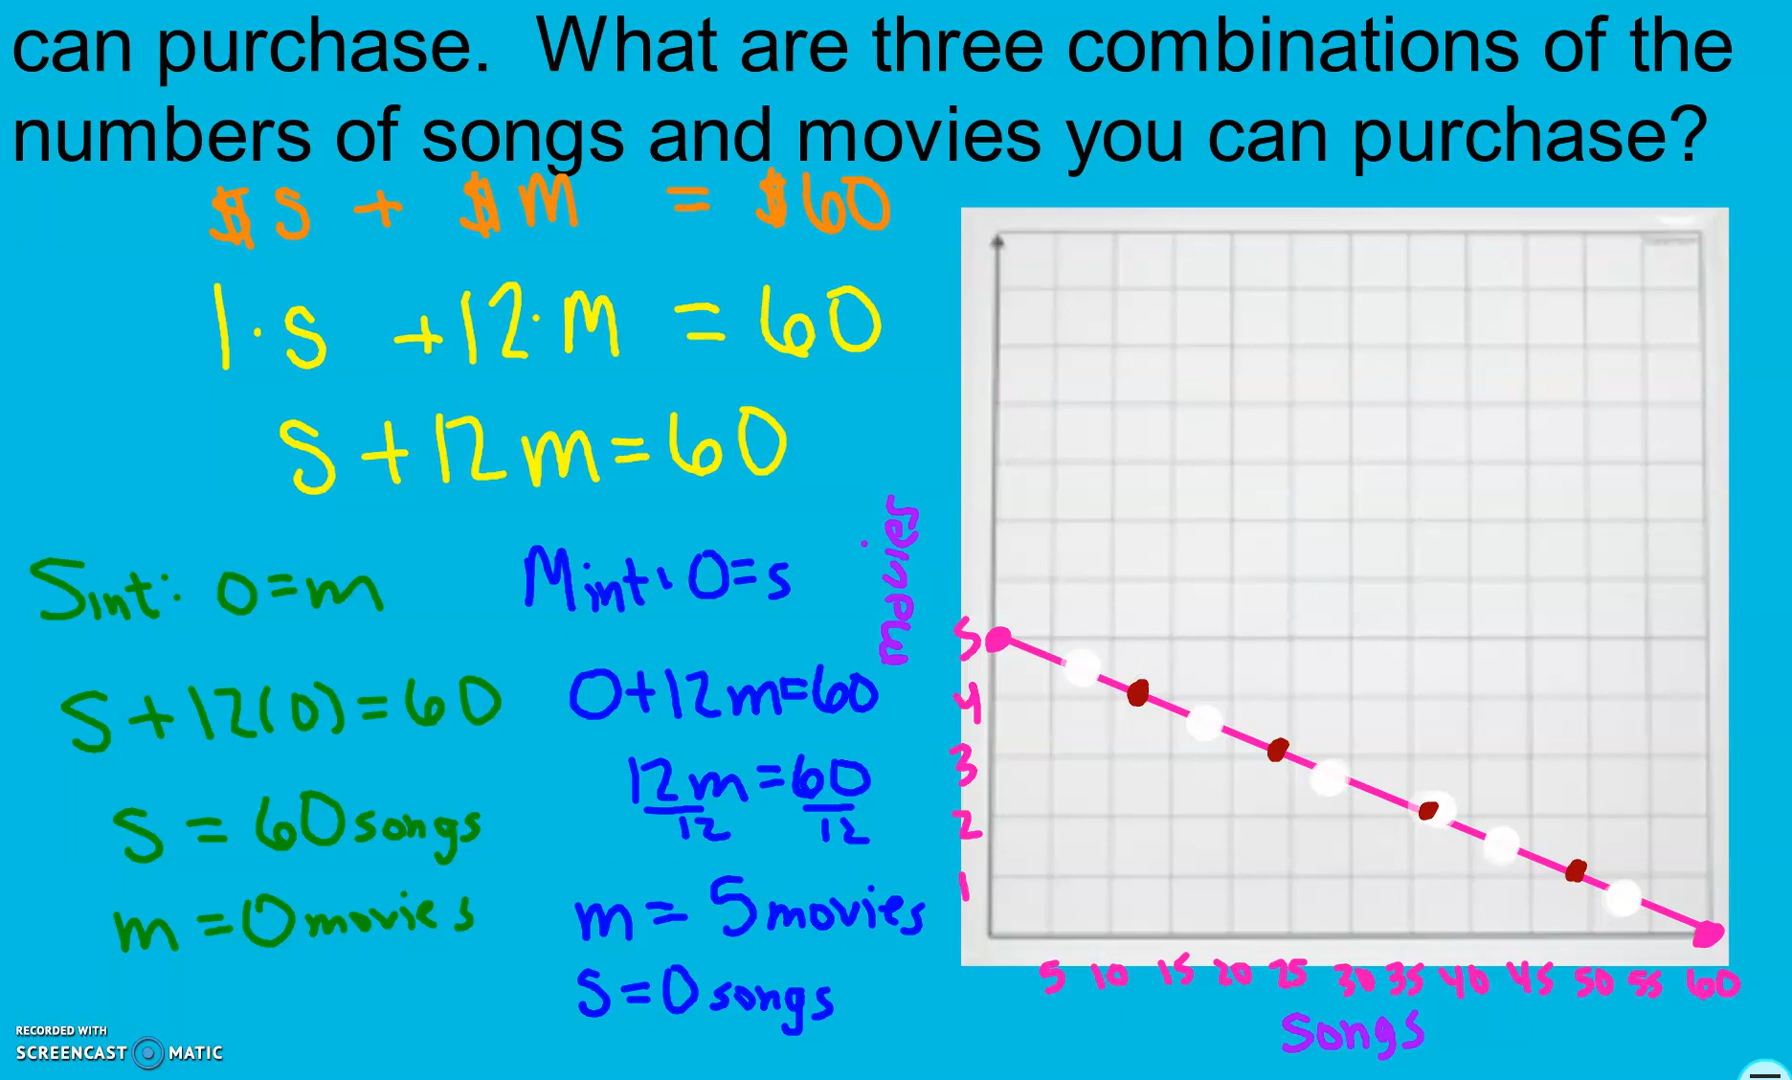 can purchase. What are three combinations of the
numbers of songs and movies you can purchase?
$s + $m = $60
1·s +12·m = 60
s+12m=60
Sint: 0=m
s+12(0)=60
s = 60 songs
m = 0 movies
Mint: 0=s
0+12m=60
12m=60
12 12
m = 5 movies
s=0 songs
movies
5
4
3
2
1
5 10 15 20 25 30 35 40 45 50 55 60
songs
RECORDED WITH
SCREENCAST MATIC